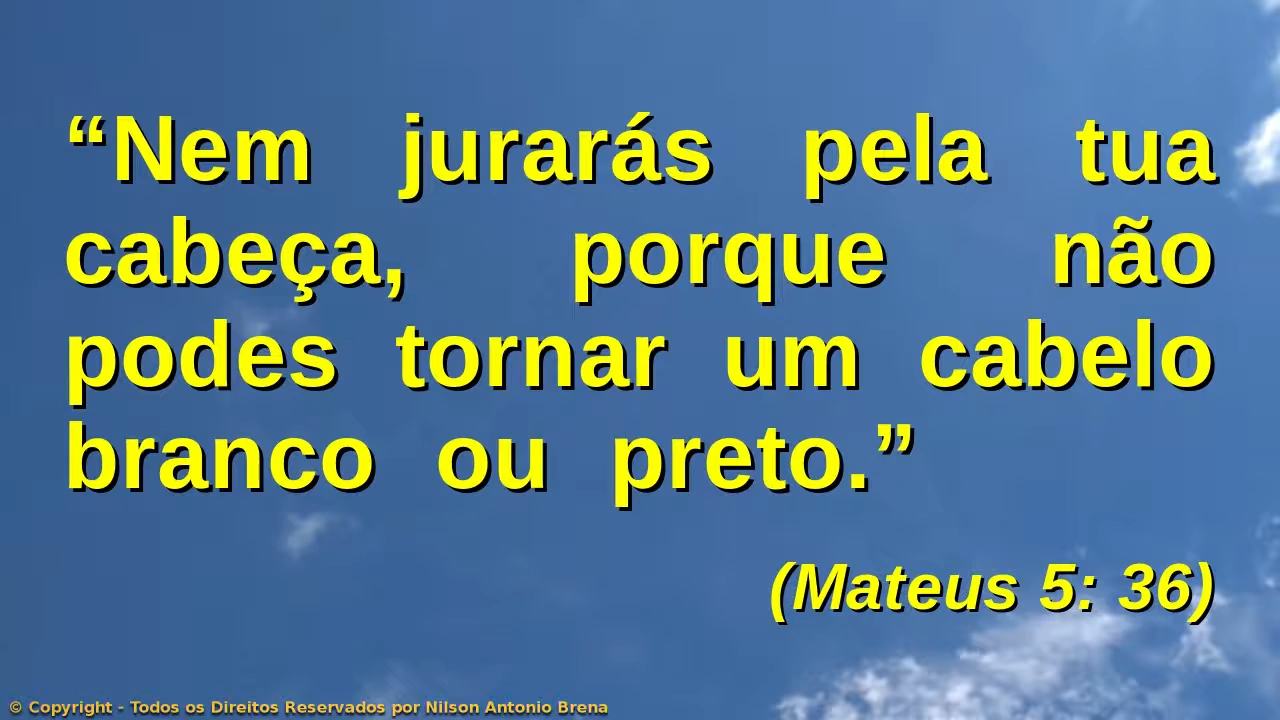 “Nem jurarás pela tua
cabeça, porque não
podes tornar um cabelo
branco ou preto.”
(Mateus 5: 36)
© Copyright - Todos os Direitos Reservados por Nilson Antonio Brena